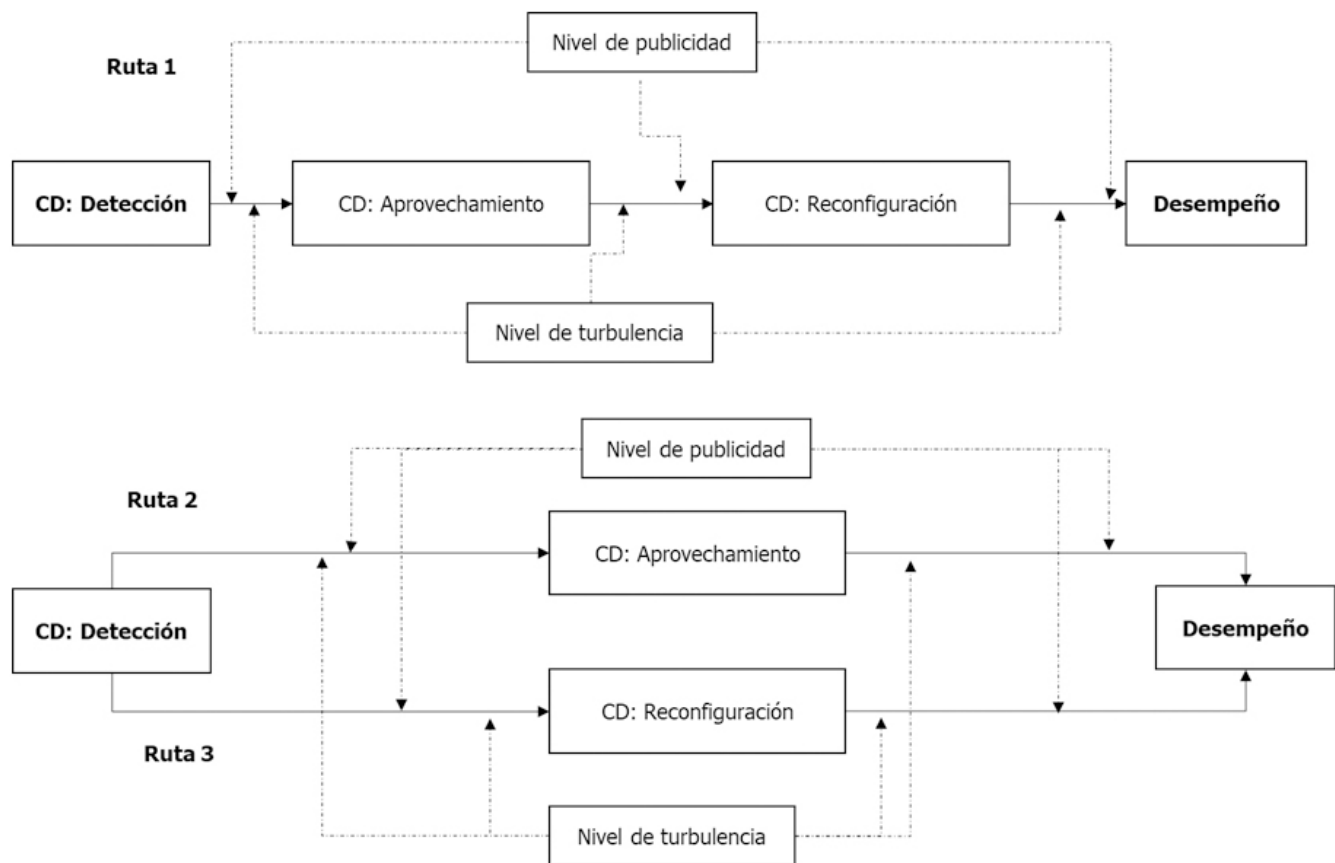 Nivel de publicidad
Ruta 1
CD: Detección
CD: Aprovechamiento
CD: Reconfiguración
Desempeño
Nivel de turbulencia
Nivel de publicidad
Ruta 2
CD: Aprovechamiento
CD: Detección
Desempeño
CD: Reconfiguración
Ruta 3
Nivel de turbulencia